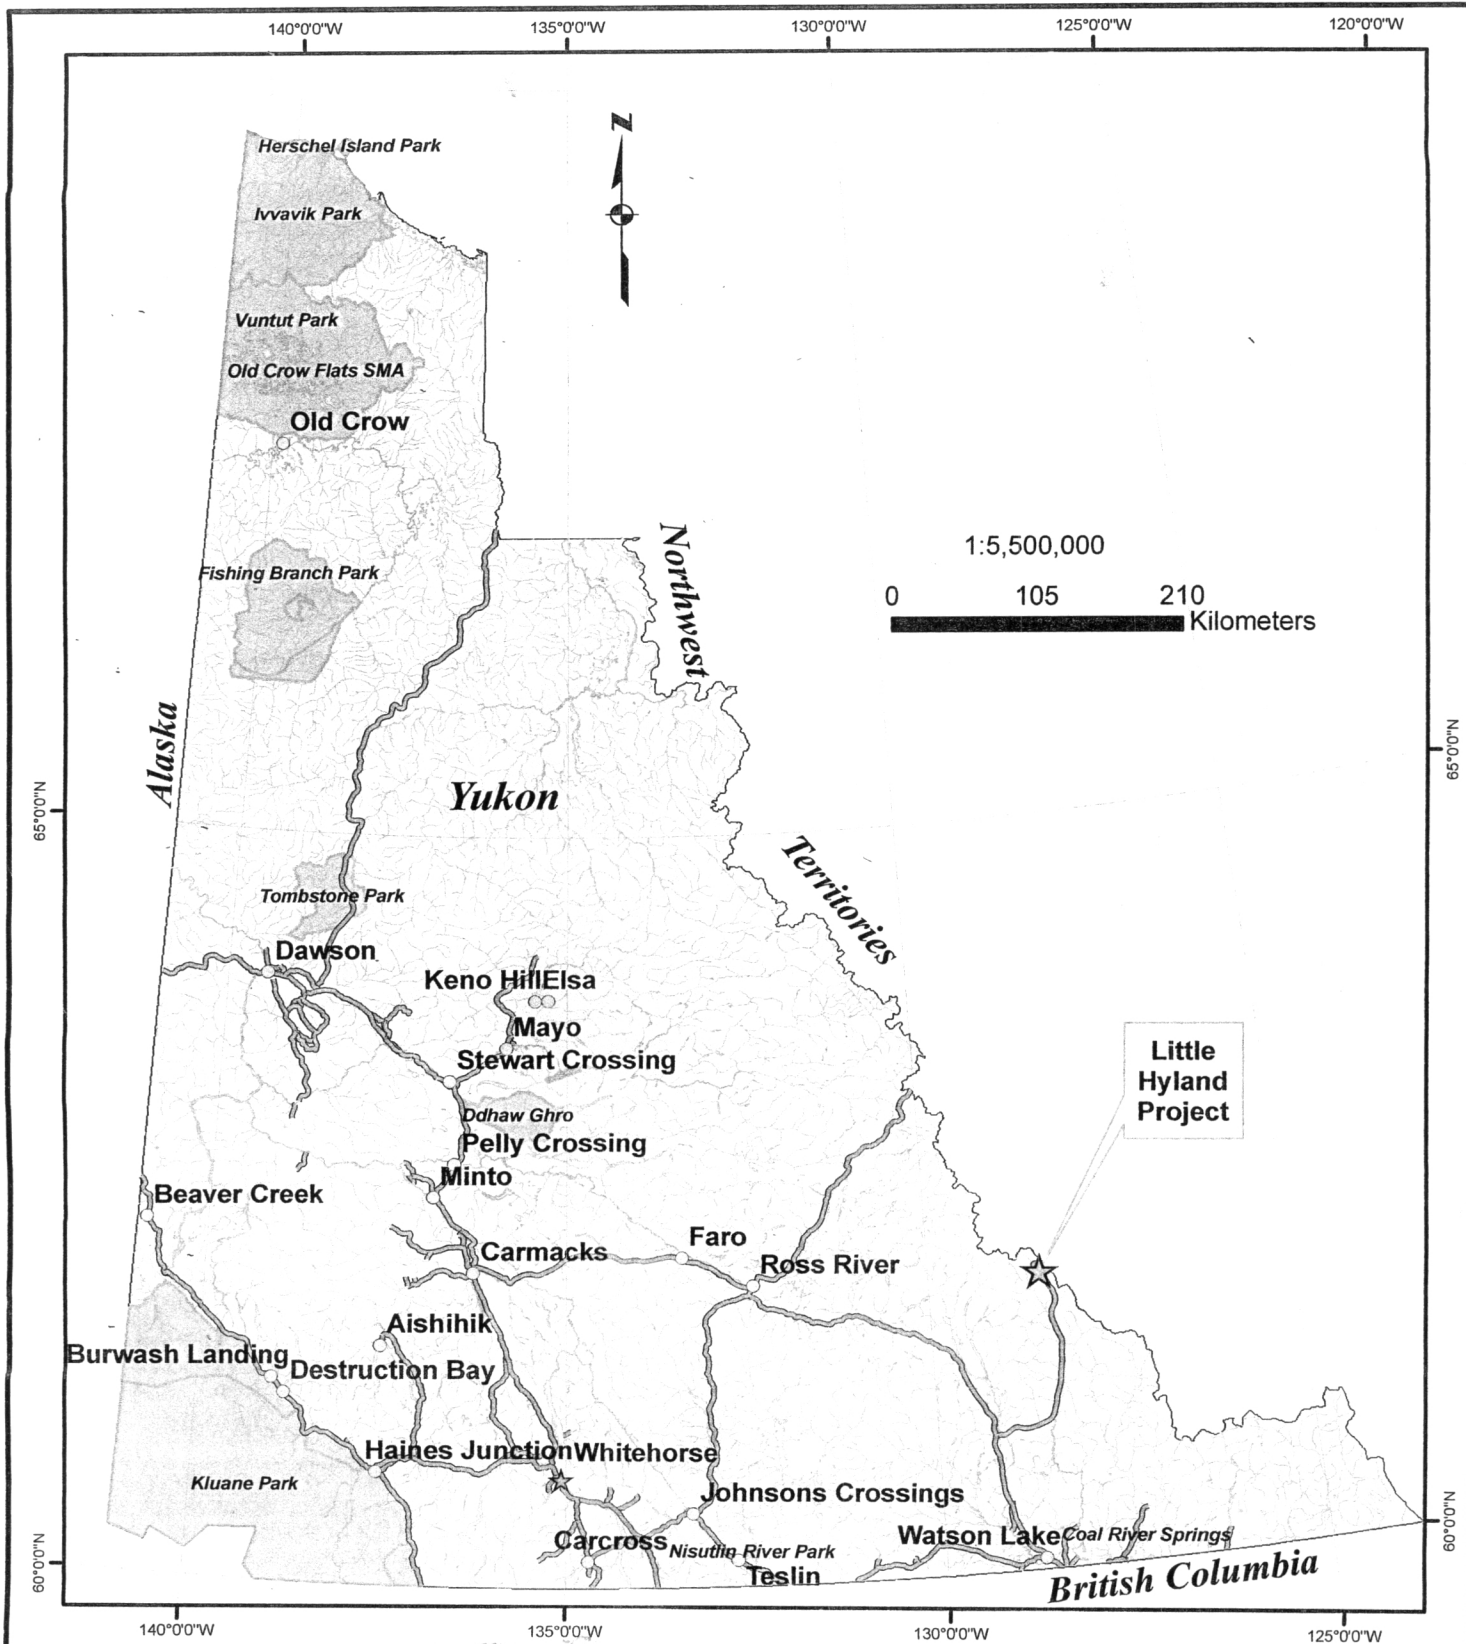 140°0'0"W 135°0'0"W 130°0'0"W 125°0'0"W 120°0'0"W
N
Herschel Island Park
Ivvavik Park
Vuntut Park
Old Crow Flats SMA
Old Crow
Northwest
1:5,500,000
0 105 210
Kilometers
Fishing Branch Park
Alaska
65°0'0"N
65°0'0"N
Yukon
Territories
Tombstone Park
Dawson
Keno Hill Elsa
Mayo
Stewart Crossing
Little
Hyland
Project
Ddhaw Ghro
Pelly Crossing
Minto
Beaver Creek
Faro
Carmacks
Ross River
Aishihik
Burwash Landing
Destruction Bay
Haines Junction Whitehorse
Kluane Park
Johnsons Crossings
Carcross
Nisutlin River Park
Teslin
Watson Lake
Coal River Springs
British Columbia
60°0'0"N
60°0'0"N
140°0'0"W 135°0'0"W 130°0'0"W 125°0'0"W